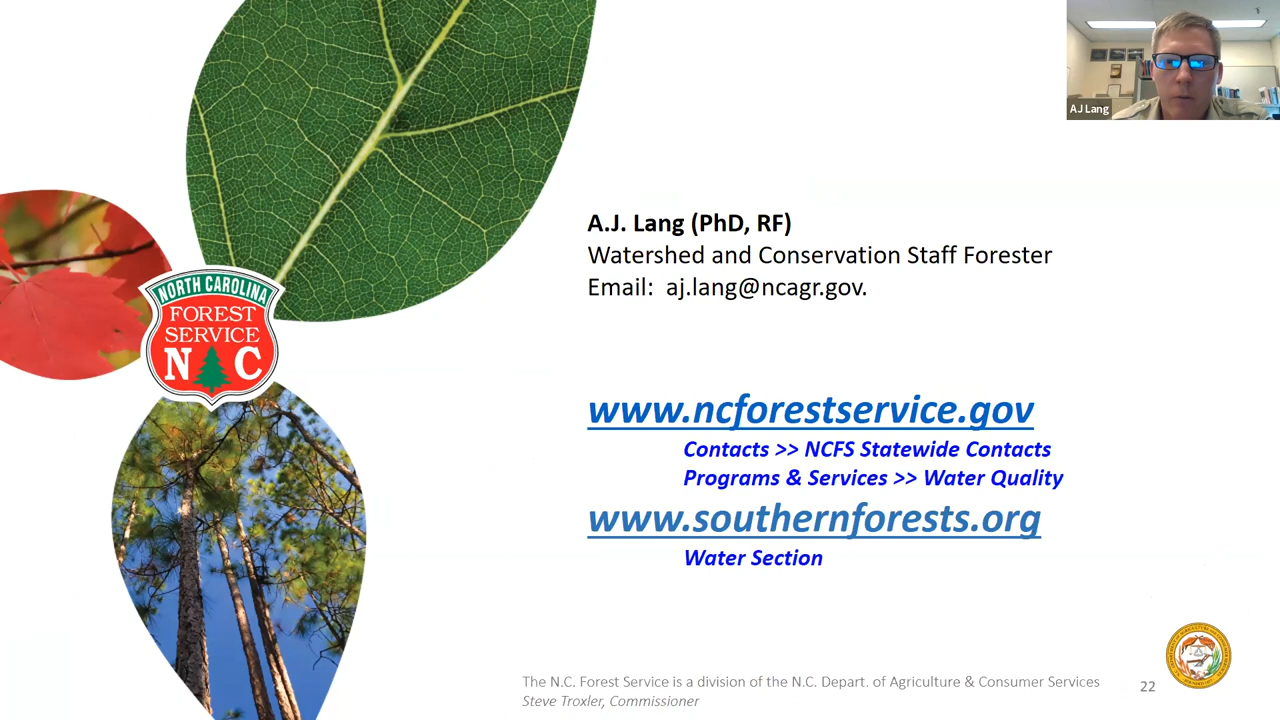 AJ Lang
NORTH CAROLINA
FOREST
SERVICE
N C
A.J. Lang (PhD, RF)
Watershed and Conservation Staff Forester
Email: aj.lang@ncagr.gov.
www.ncforestservice.gov
Contacts >> NCFS Statewide Contacts
Programs & Services >> Water Quality
www.southernforests.org
Water Section
The N.C. Forest Service is a division of the N.C. Depart. of Agriculture & Consumer Services
Steve Troxler, Commissioner
22